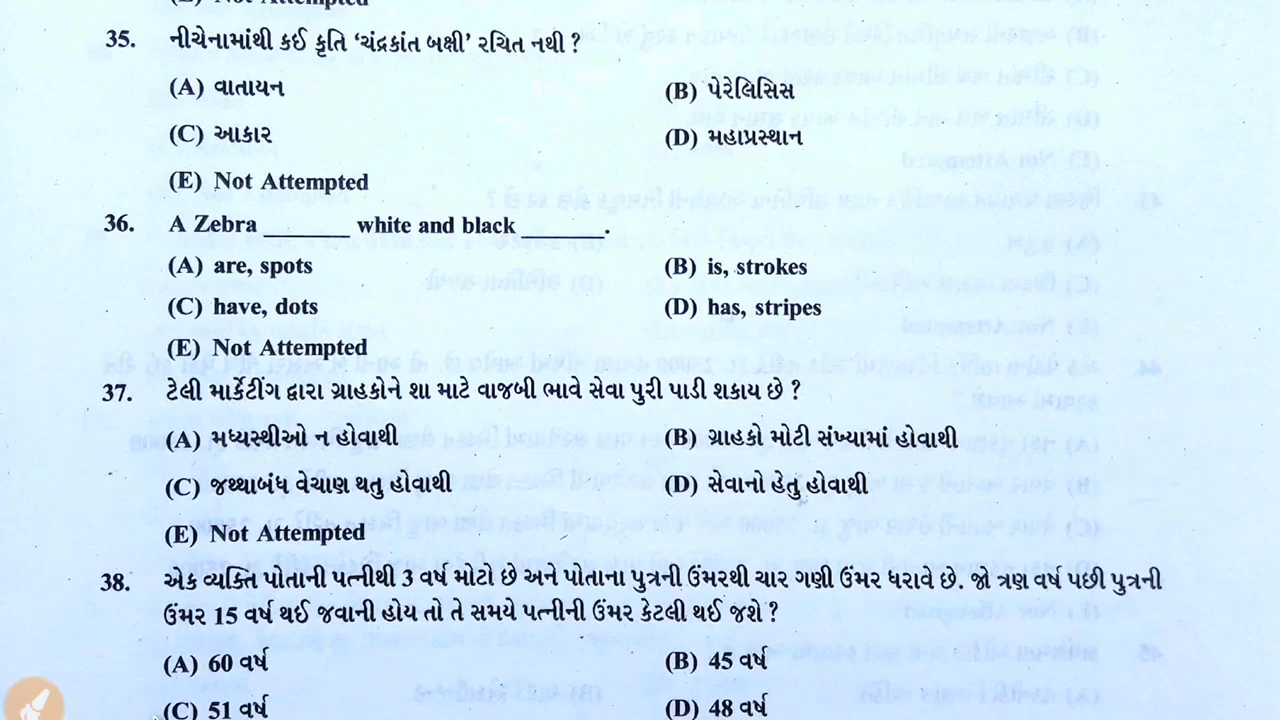 (E) Not Attempted
35. નીચેનામાંથી કઈ કૃતિ ‘ચંદ્રકાંત બક્ષી’ રચિત નથી ?
(A) વાતાયન (B) પેરેલિસિસ
(C) આકાર (D) મહાપ્રસ્થાન
(E) Not Attempted
36. A Zebra _______ white and black _______.
(A) are, spots (B) is, strokes
(C) have, dots (D) has, stripes
(E) Not Attempted
37. ટેલી માર્કેટીંગ દ્વારા ગ્રાહકોને શા માટે વાજબી ભાવે સેવા પુરી પાડી શકાય છે ?
(A) મધ્યસ્થીઓ ન હોવાથી (B) ગ્રાહકો મોટી સંખ્યામાં હોવાથી
(C) જથ્થાબંધ વેચાણ થતુ હોવાથી (D) સેવાનો હેતુ હોવાથી
(E) Not Attempted
38. એક વ્યક્તિ પોતાની પત્નીથી 3 વર્ષ મોટો છે અને પોતાના પુત્રની ઉંમરથી ચાર ગણી ઉંમર ધરાવે છે. જો ત્રણ વર્ષ પછી પુત્રની
ઉંમર 15 વર્ષ થઈ જવાની હોય તો તે સમયે પત્નીની ઉંમર કેટલી થઈ જશે ?
(A) 60 વર્ષ (B) 45 વર્ષ
(C) 51 વર્ષ (D) 48 વર્ષ